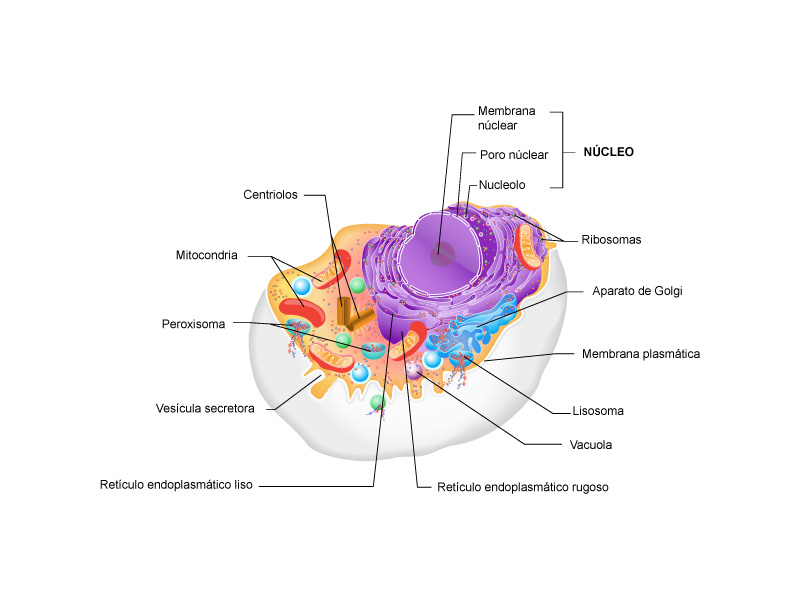 Membrana
núclear
Poro núclear
NÚCLEO
Nucleolo
Centriolos
Ribosomas
Mitocondria
Aparato de Golgi
Peroxisoma
Membrana plasmática
Vesícula secretora
Lisosoma
Vacuola
Retículo endoplasmático liso
Retículo endoplasmático rugoso